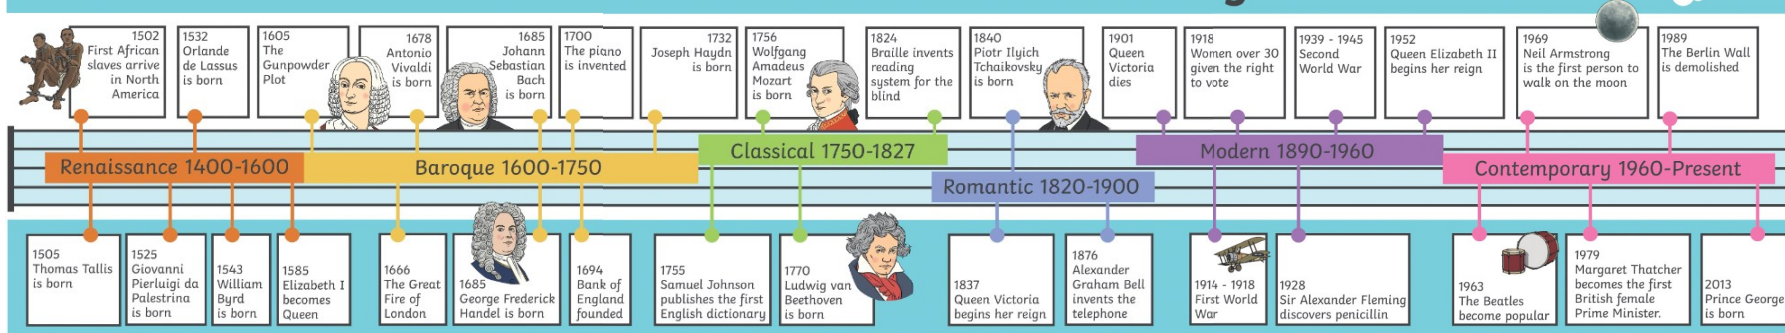 1502
First African
slaves arrive
in North
America
1532
Orlande
de Lassus
is born
1605
The
Gunpowder
Plot
1678
Antonio
Vivaldi
is born
1685
Johann
Sebastian
Bach
is born
1700
The piano
is invented
1732
Joseph Haydn
is born
1756
Wolfgang
Amadeus
Mozart
is born
1824
Braille invents
reading
system for the
blind
1840
Piotr Ilyich
Tchaikovsky
is born
1901
Queen
Victoria
dies
1918
Women over 30
given the right
to vote
1939 - 1945
Second
World War
1952
Queen Elizabeth II
begins her reign
1969
Neil Armstrong
is the first person to
walk on the moon
1989
The Berlin Wall
is demolished
Renaissance 1400-1600
Baroque 1600-1750
Classical 1750-1827
Romantic 1820-1900
Modern 1890-1960
Contemporary 1960-Present
1505
Thomas Tallis
is born
1525
Giovanni
Pierluigi da
Palestrina
is born
1543
William
Byrd
is born
1585
Elizabeth I
becomes
Queen
1666
The Great
Fire of
London
1685
George Frederick
Handel is born
1694
Bank of
England
founded
1755
Samuel Johnson
publishes the first
English dictionary
1770
Ludwig van
Beethoven
is born
1837
Queen Victoria
begins her reign
1876
Alexander
Graham Bell
invents the
telephone
1914 - 1918
First World
War
1928
Sir Alexander Fleming
discovers penicillin
1963
The Beatles
become popular
1979
Margaret Thatcher
becomes the first
British female
Prime Minister.
2013
Prince George
is born